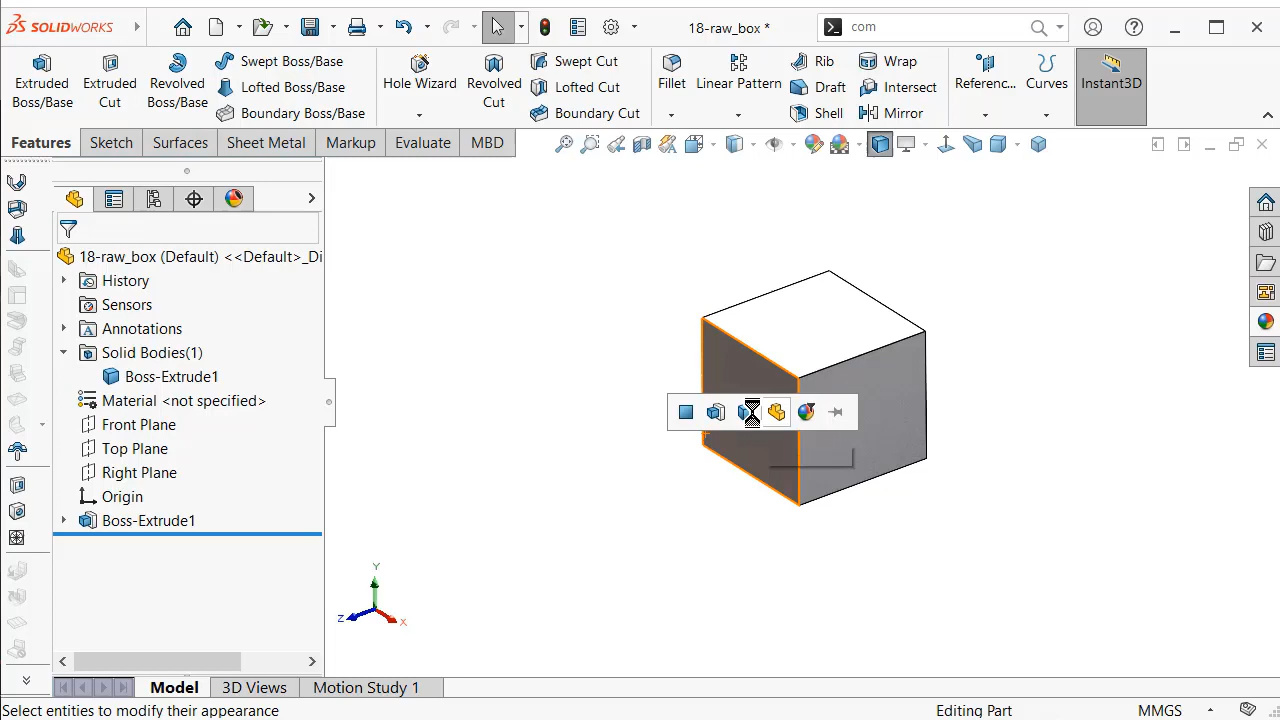 SOLIDWORKS
18-raw_box *
com
Extruded Boss/Base
Extruded Cut
Revolved Boss/Base
Swept Boss/Base
Lofted Boss/Base
Boundary Boss/Base
Hole Wizard
Revolved Cut
Swept Cut
Lofted Cut
Boundary Cut
Fillet
Linear Pattern
Rib
Draft
Shell
Wrap
Intersect
Mirror
Referenc...
Curves
Instant3D
Features
Sketch
Surfaces
Sheet Metal
Markup
Evaluate
MBD
18-raw_box (Default) <<Default>_Di
History
Sensors
Annotations
Solid Bodies(1)
Boss-Extrude1
Material <not specified>
Front Plane
Top Plane
Right Plane
Origin
Boss-Extrude1
Y
Z
X
Model
3D Views
Motion Study 1
Select entities to modify their appearance
Editing Part
MMGS